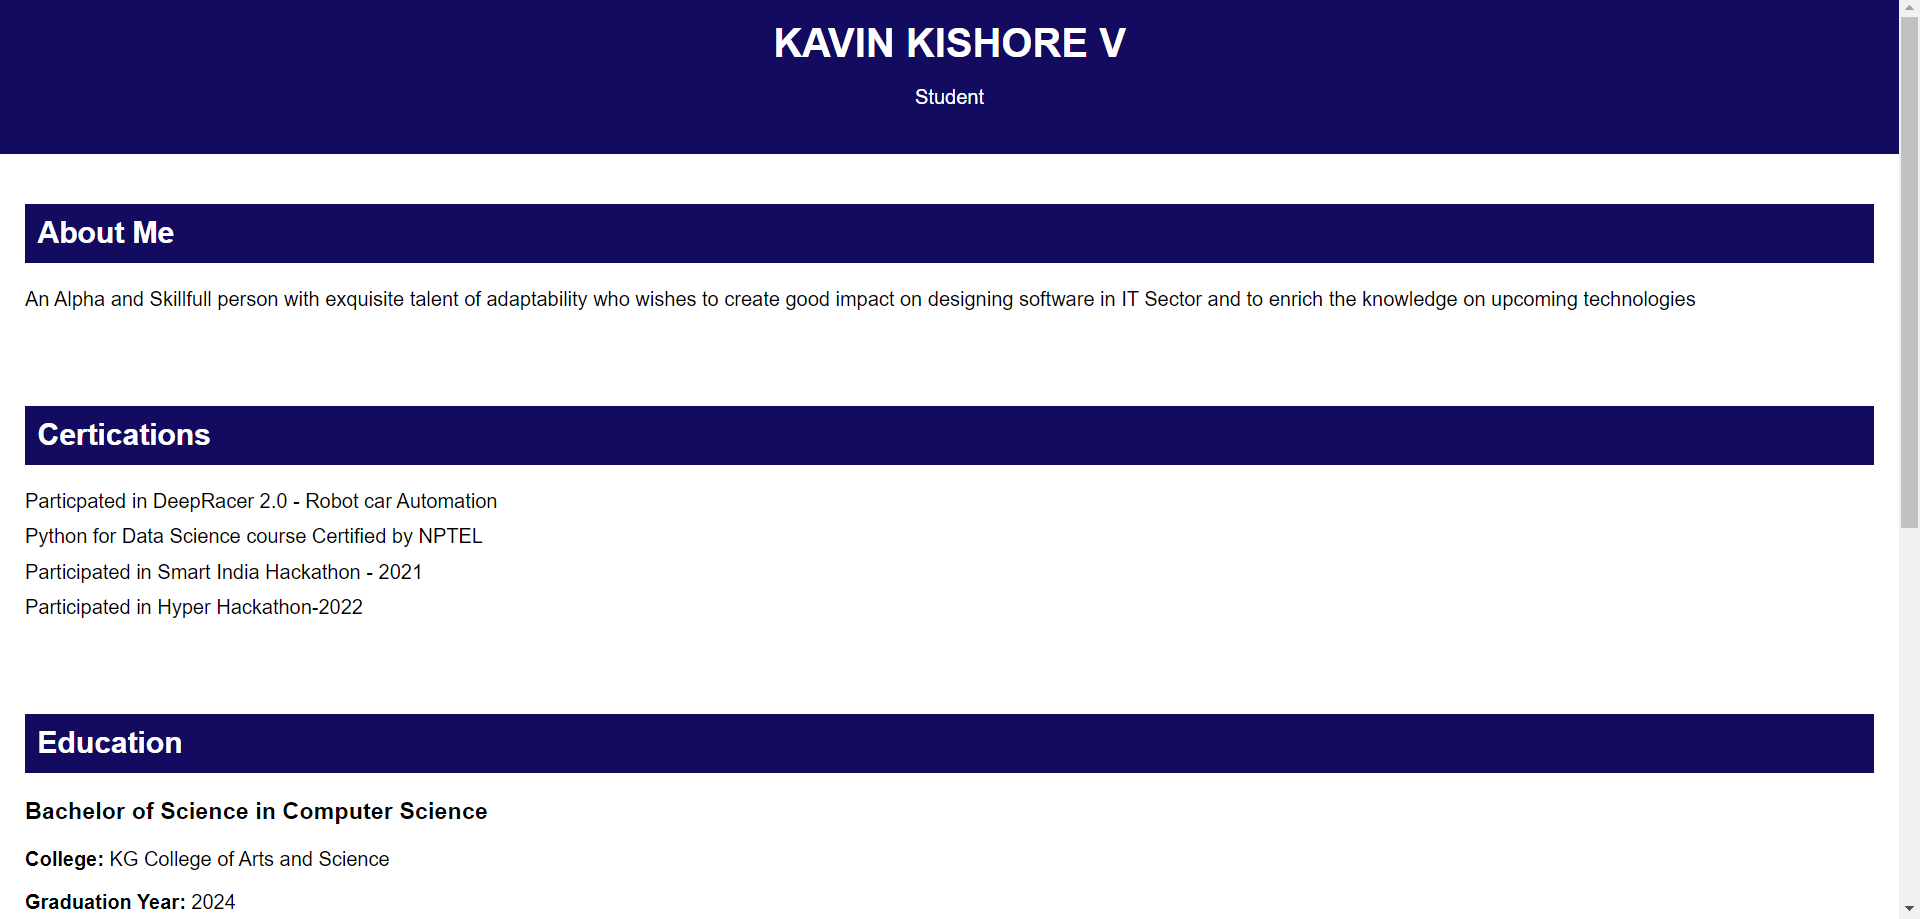 KAVIN KISHORE V
Student
About Me
An Alpha and Skillfull person with exquisite talent of adaptability who wishes to create good impact on designing software in IT Sector and to enrich the knowledge on upcoming technologies
Certications
Particpated in DeepRacer 2.0 - Robot car Automation
Python for Data Science course Certified by NPTEL
Participated in Smart India Hackathon - 2021
Participated in Hyper Hackathon-2022
Education
Bachelor of Science in Computer Science
College: KG College of Arts and Science
Graduation Year: 2024